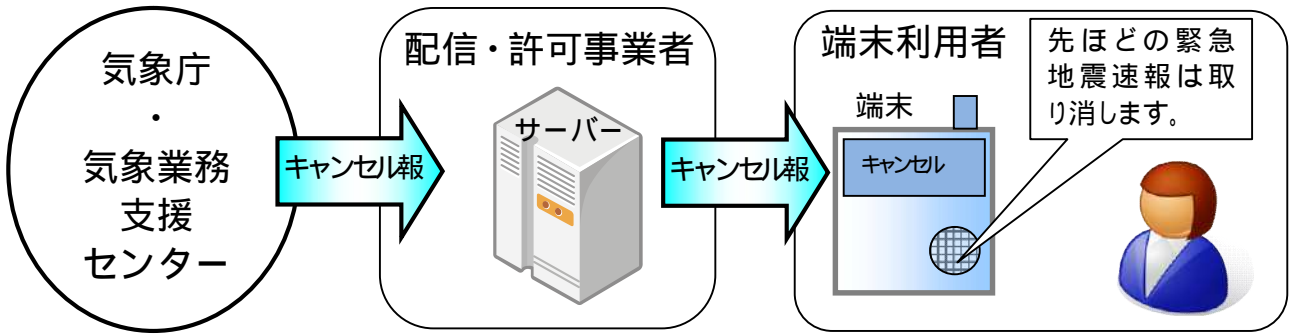 気象庁
・
気象業務
支援
センター
キャンセル報
配信・許可事業者
サーバー
キャンセル報
端末利用者
端末
キャンセル
先ほどの緊急
地震速報は取
り消します。